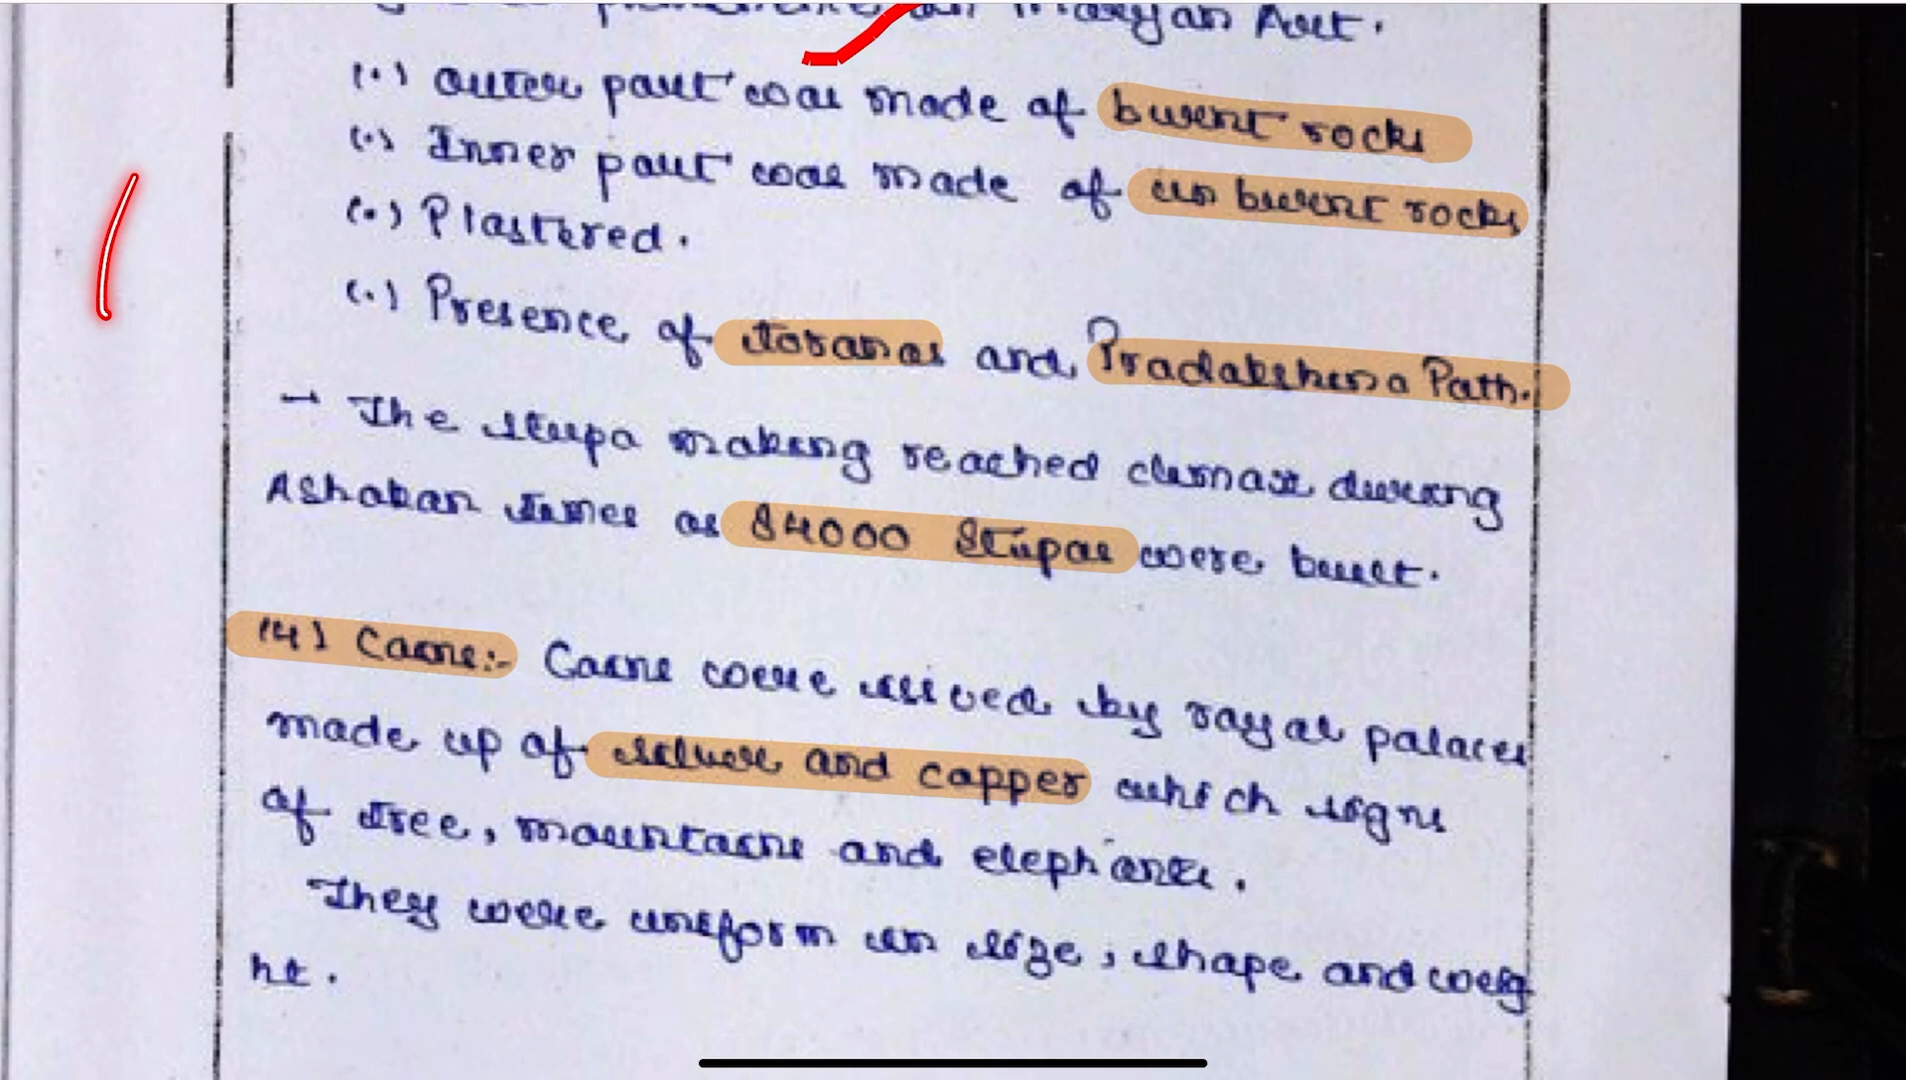 Mauryan Art.
(•) outer part was made of burnt rocks
(•) Inner part was made of un burnt rocks
(•) Plastered.
(•) Presence of toranas and Pradakshina Path.
→ The stupa making reached climax during
Ashokan times as 84000 Stupas were built.
(4) Coins:- Coins were issued by royal palaces
made up of silver and copper which signs
of tree, mountains and elephants.
They were uniform in size, shape and weig
ht.